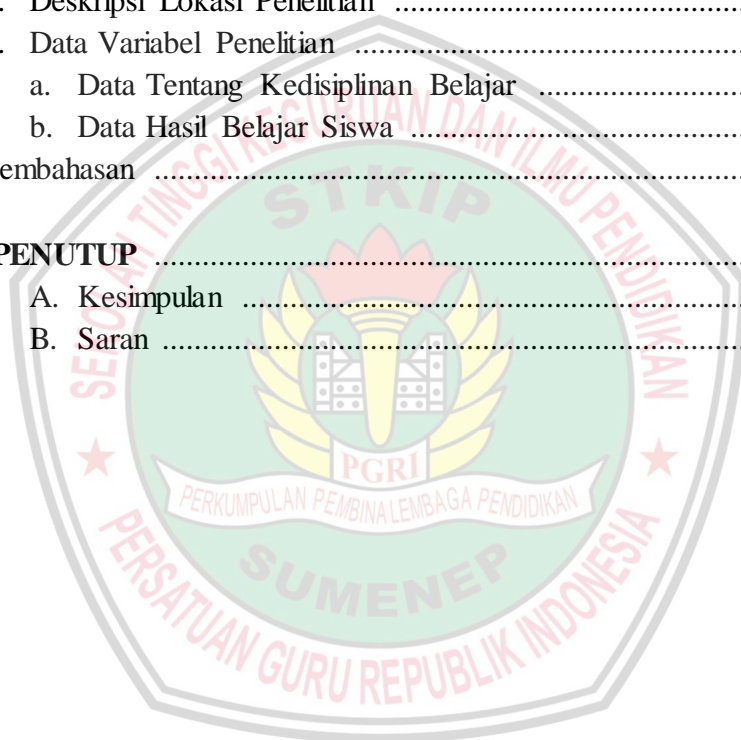 . Deskripsi Lokasi Penelitian ..........................................................
. Data Variabel Penelitian ................................................................
a. Data Tentang Kedisiplinan Belajar ..................................
b. Data Hasil Belajar Siswa .......................................................
embahasan .................................................................................................
PENUTUP .................................................................................................
A. Kesimpulan ....................................................................................
B. Saran .................................................................................................
SEKOLAH TINGGI KEGURUAN DAN ILMU PENDIDIKAN
STKIP
PGRI
PERKUMPULAN PEMBINA LEMBAGA PENDIDIKAN
SUMENEP
PERSATUAN GURU REPUBLIK INDONESIA